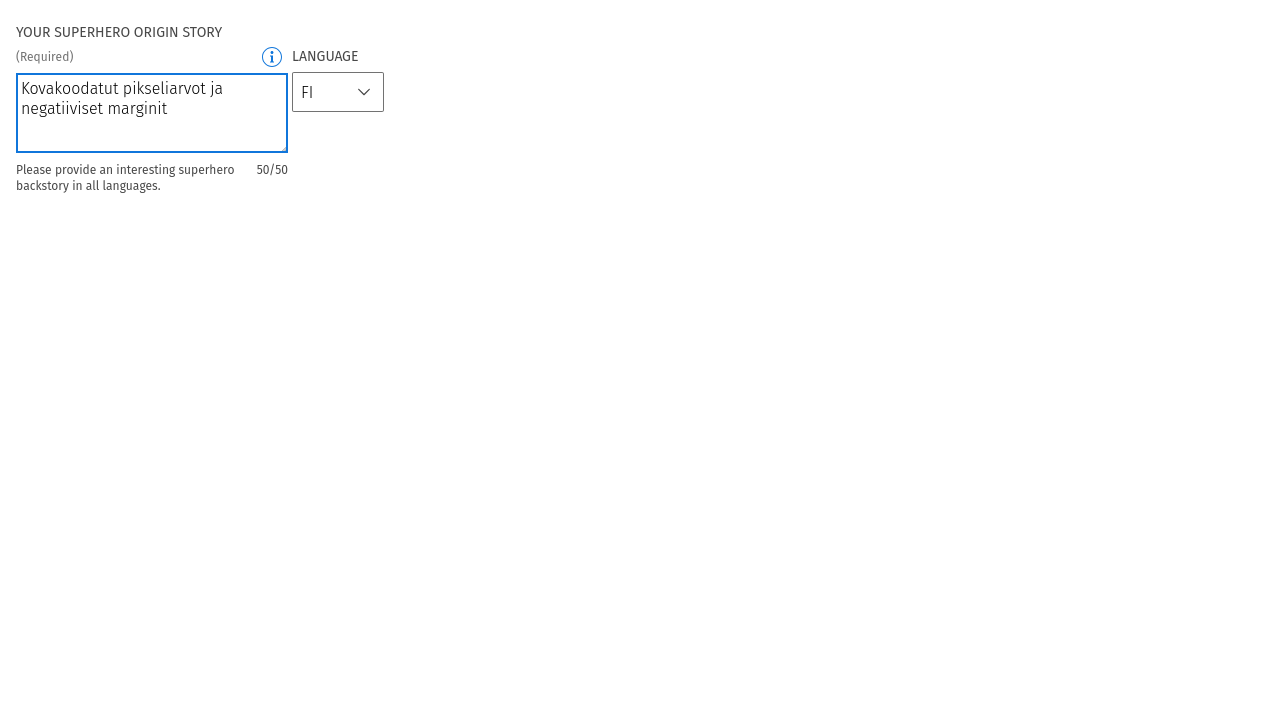 YOUR SUPERHERO ORIGIN STORY
(Required)
LANGUAGE
Kovakoodatut pikseliarvot ja
negatiiviset marginit
FI
Please provide an interesting superhero
backstory in all languages.
50/50